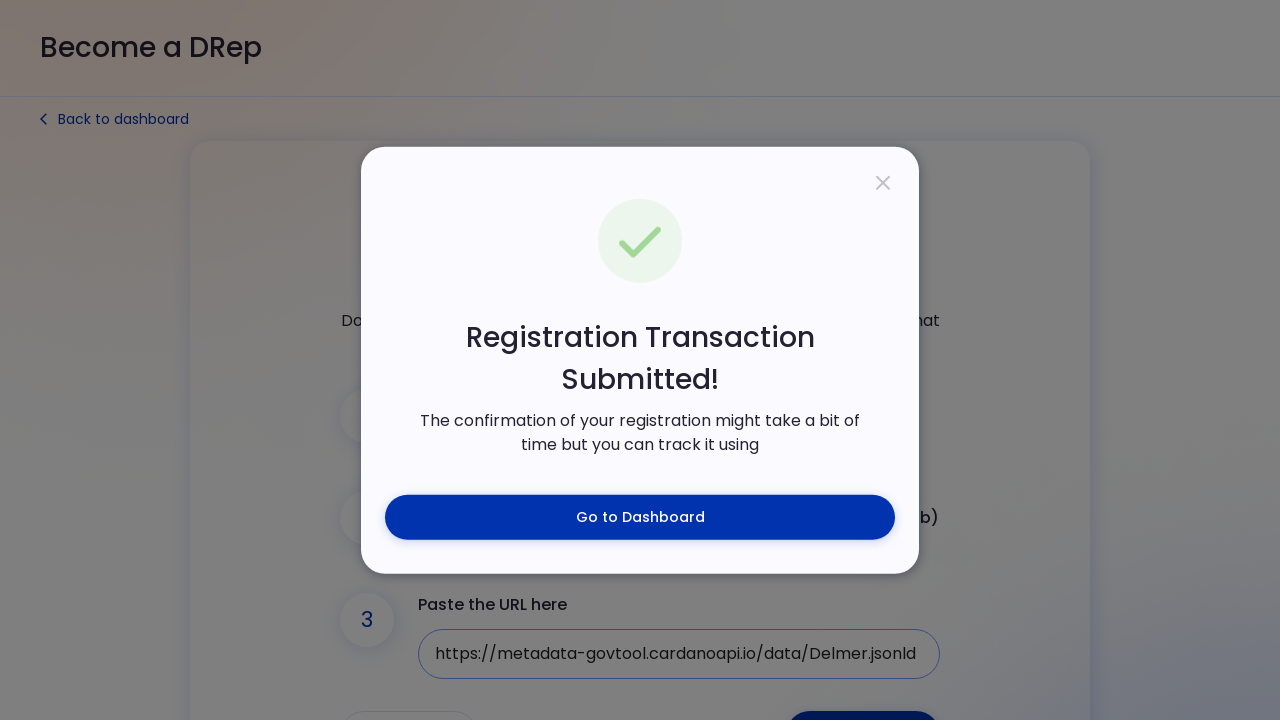 Become a DRep
Back to dashboard
Do
hat
Registration Transaction
Submitted!
The confirmation of your registration might take a bit of
time but you can track it using
Go to Dashboard
b)
3
Paste the URL here
https://metadata-govtool.cardanoapi.io/data/Delmer.jsonld